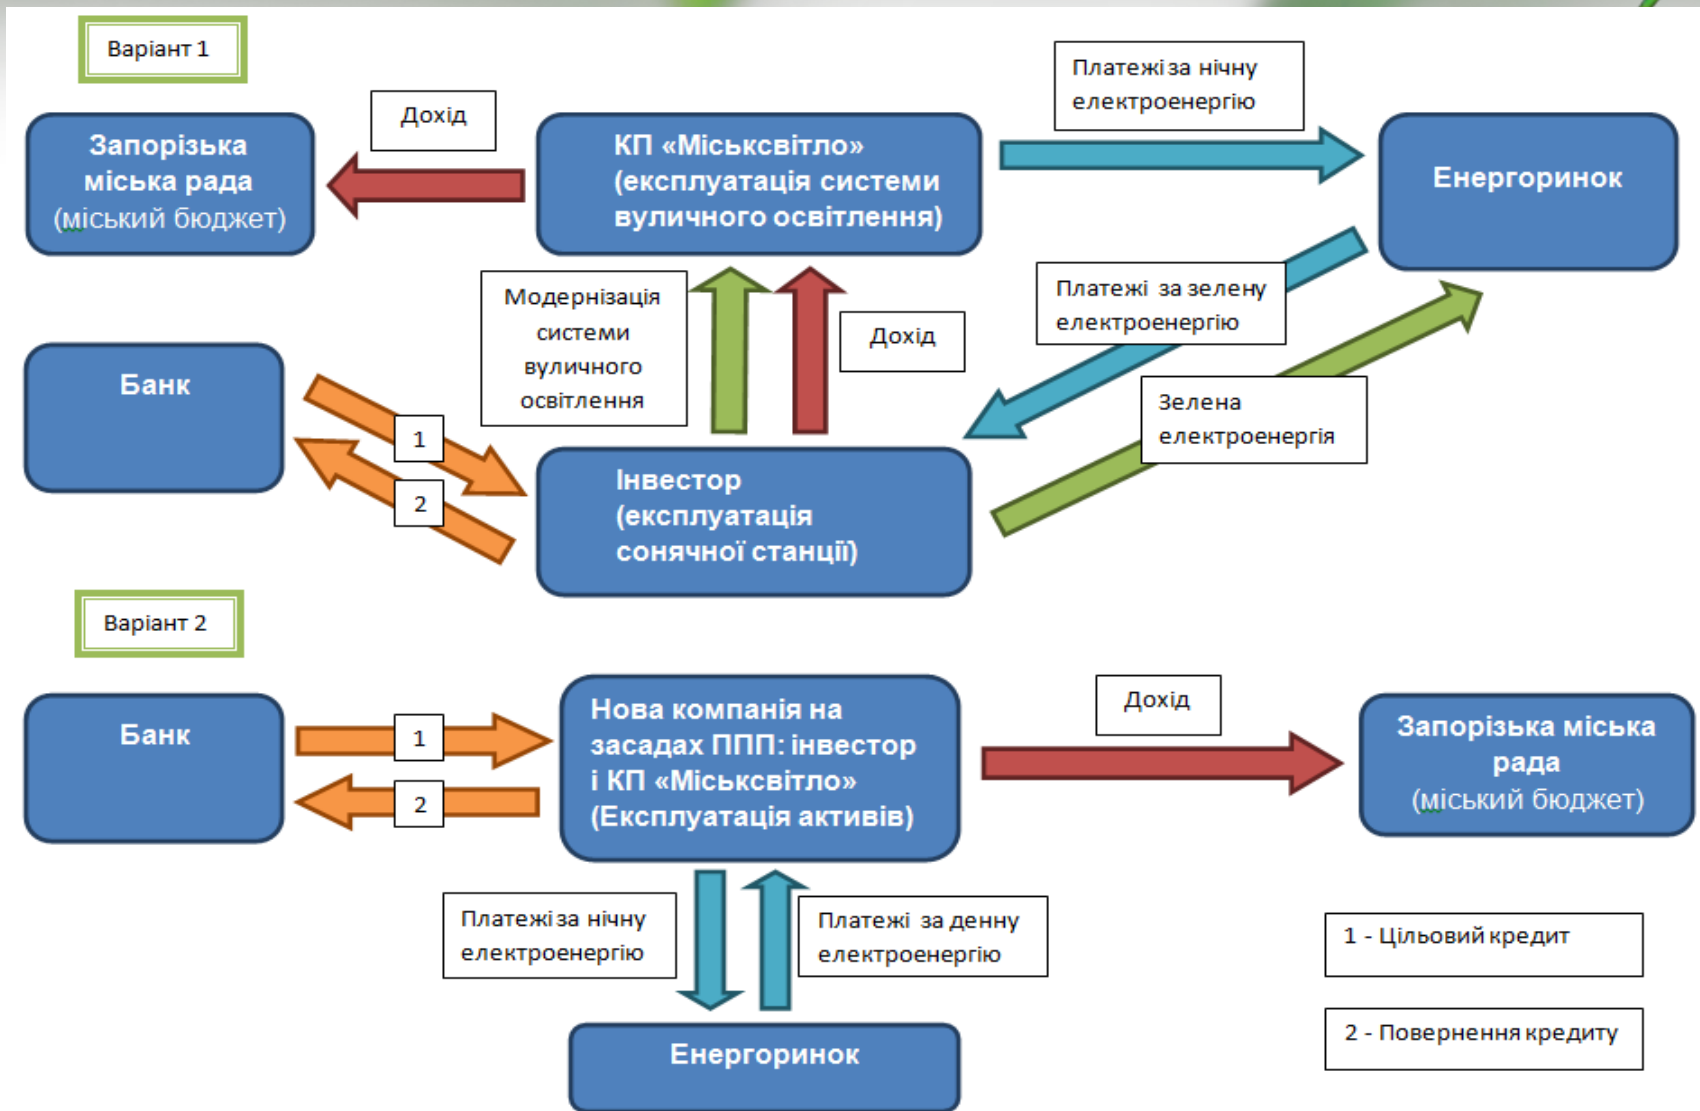 Варіант 1
Дохід
Платежі за нічну
електроенергію
Запорізька
міська рада
(міський бюджет)
КП «Міськсвітло»
(експлуатація системи
вуличного освітлення)
Енергоринок
Модернізація
системи
вуличного
освітлення
Дохід
Платежі за зелену
електроенергію
Банк
1
2
Зелена
електроенергія
Інвестор
(експлуатація
сонячної станції)
Варіант 2
Банк
1
2
Нова компанія на
засадах ППП: інвестор
і КП «Міськсвітло»
(Експлуатація активів)
Дохід
Запорізька міська
рада
(міський бюджет)
Платежі за нічну
електроенергію
Платежі за денну
електроенергію
Енергоринок
1 - Цільовий кредит
2 - Повернення кредиту